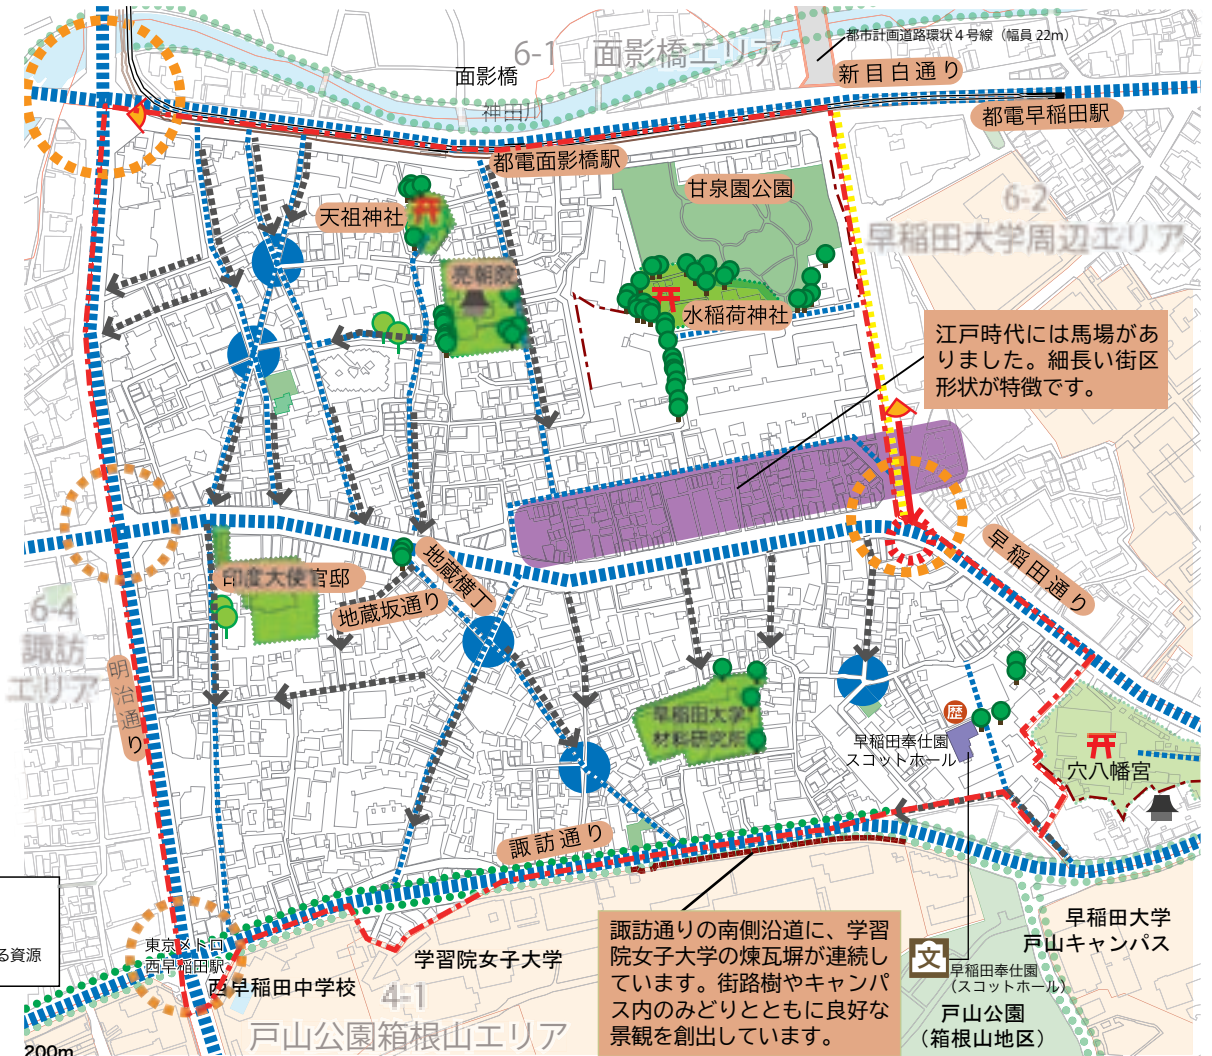 都市計画道路環状４号線（幅員 22m）
6-1　面影橋エリア
面影橋
新目白通り
神田川
都電早稲田駅
都電面影橋駅
甘泉園公園
天祖神社
6-2
早稲田大学周辺エリア
亮朝院
水稲荷神社
江戸時代には馬場があ
りました。細長い街区
形状が特徴です。
早稲田通り
地蔵横丁
印度大使官邸
地蔵坂通り
6-4
諏訪
エリア
明治通り
早稲田大学
材料研究所
歴
早稲田奉仕園
スコットホール
穴八幡宮
諏訪通り
る資源
東京メトロ
西早稲田駅
西早稲田中学校
学習院女子大学
4-1
戸山公園箱根山エリア
諏訪通りの南側沿道に、学習
院女子大学の煉瓦塀が連続し
ています。街路樹やキャンパ
ス内のみどりとともに良好な
景観を創出しています。
早稲田大学
戸山キャンパス
文
早稲田奉仕園
（スコットホール）
戸山公園
（箱根山地区）
200m